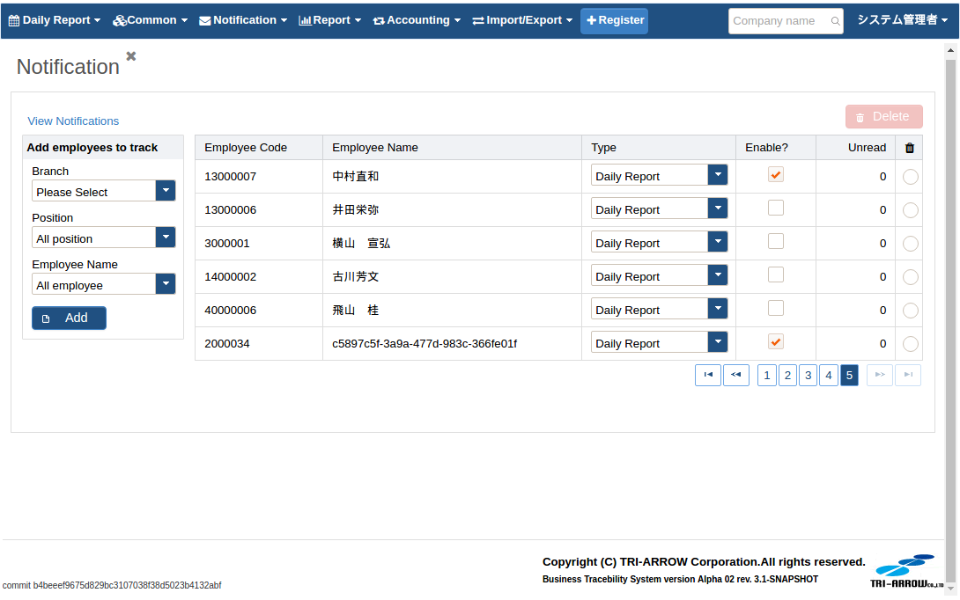 Daily Report Common Notification Report Accounting Import/Export Register Company name システム管理者
Notification
View Notifications
Delete
Add employees to track
Branch
Please Select
Position
All position
Employee Name
All employee
Add
Employee Code Employee Name Type Enable? Unread
13000007 中村直和 Daily Report 0
13000006 井田栄弥 Daily Report 0
3000001 横山 宣弘 Daily Report 0
14000002 古川芳文 Daily Report 0
40000006 飛山 桂 Daily Report 0
2000034 c5897c5f-3a9a-477d-983c-366fe01f Daily Report 0
1 2 3 4 5
Copyright (C) TRI-ARROW Corporation.All rights reserved.
Business Tracebility System version Alpha 02 rev. 3.1-SNAPSHOT
TRI-ARROW Co.,LTD
commit b4beeef9675d829bc3107038f38d5023b4132abf